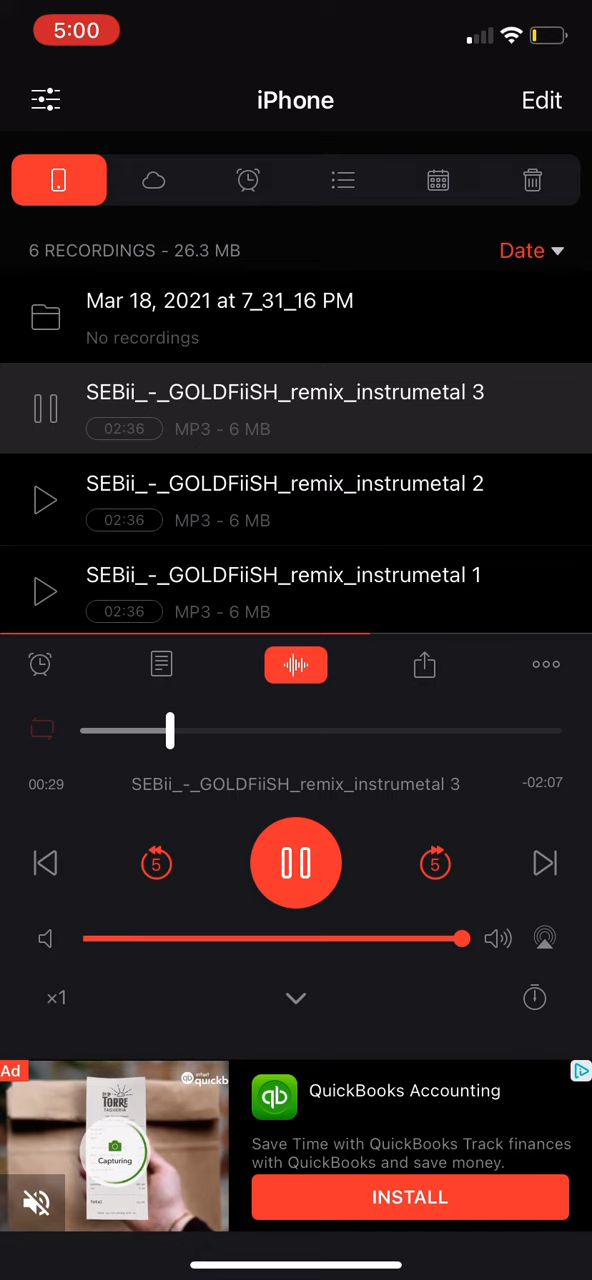 5:00
iPhone
Edit
6 RECORDINGS - 26.3 MB
Date
Mar 18, 2021 at 7_31_16 PM
No recordings
SEBii_-_GOLDFiiSH_remix_instrumetal 3
02:36 MP3 - 6 MB
SEBii_-_GOLDFiiSH_remix_instrumetal 2
02:36 MP3 - 6 MB
SEBii_-_GOLDFiiSH_remix_instrumetal 1
02:36 MP3 - 6 MB
00:29 SEBii_-_GOLDFiiSH_remix_instrumetal 3 -02:07
5
5
×1
Ad
intuit
quickb
TORRE
Capturing
qb
QuickBooks Accounting
Save Time with QuickBooks Track finances
with QuickBooks and save money.
INSTALL